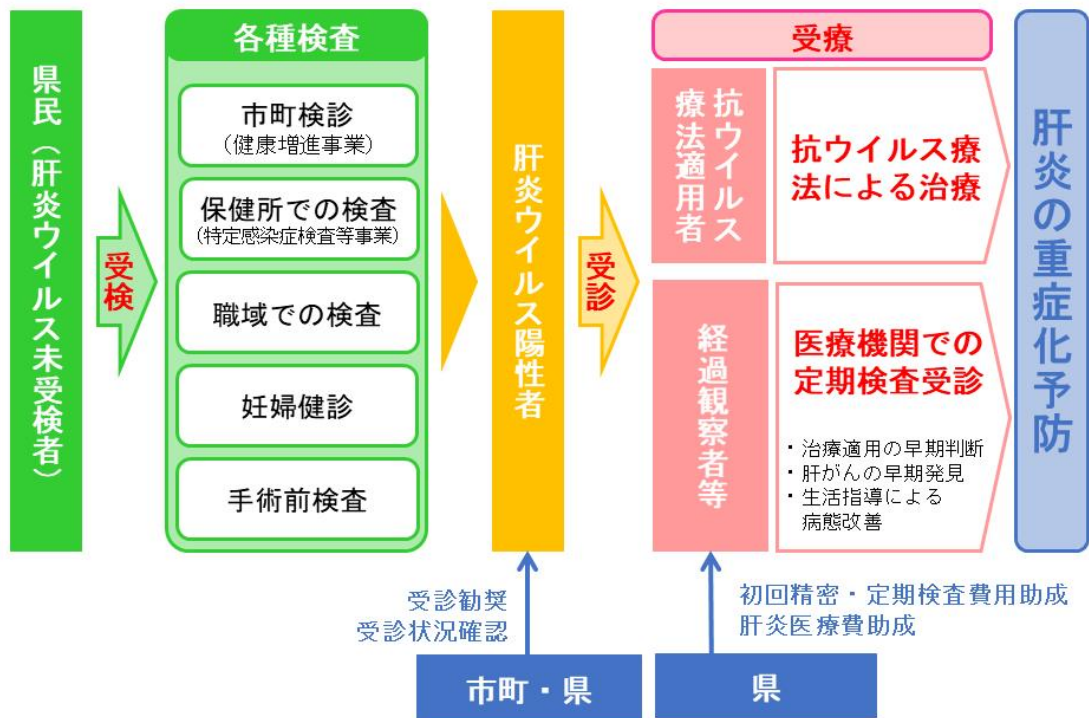 県民（肝炎ウイルス未受検者）
受検
各種検査
市町検診
（健康増進事業）
保健所での検査
（特定感染症検査等事業）
職域での検査
妊婦健診
手術前検査
肝炎ウイルス陽性者
受診
受療
抗ウイルス
療法適用者
抗ウイルス療
法による治療
経過観察者等
医療機関での
定期検査受診
・治療適用の早期判断
・肝がんの早期発見
・生活指導による
病態改善
肝炎の重症化予防
受診勧奨
受診状況確認
市町・県
初回精密・定期検査費用助成
肝炎医療費助成
県